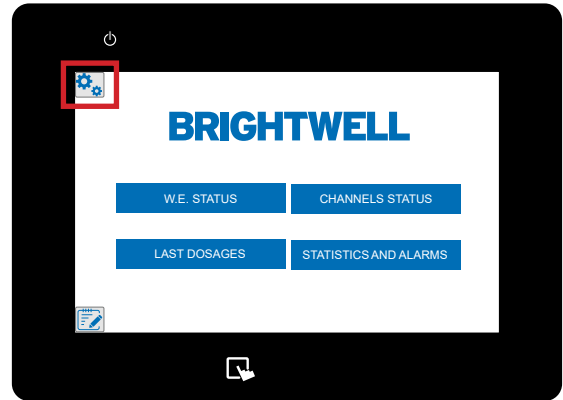 BRIGHTWELL
W.E. STATUS
CHANNELS STATUS
LAST DOSAGES
STATISTICS AND ALARMS